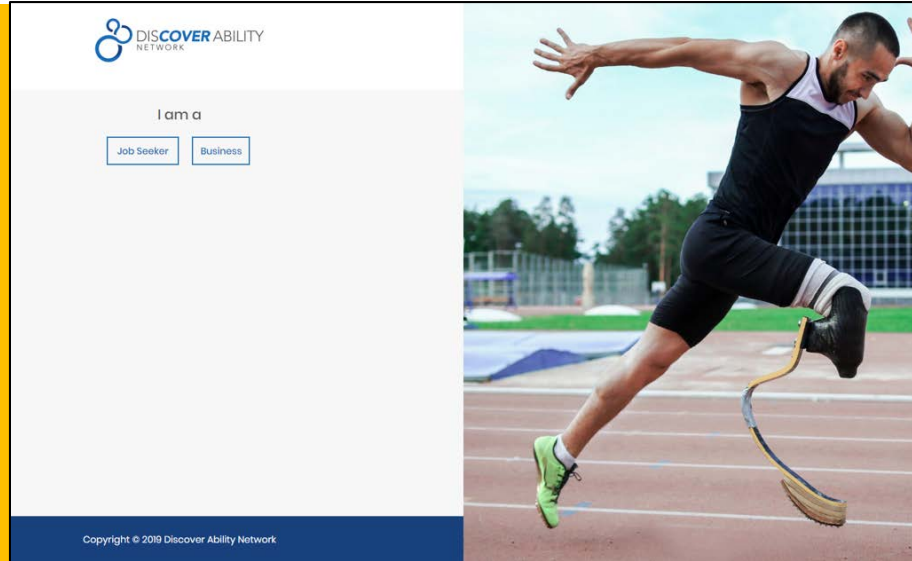 DISCOVER ABILITY
NETWORK
I am a
Job Seeker Business
Copyright © 2019 Discover Ability Network